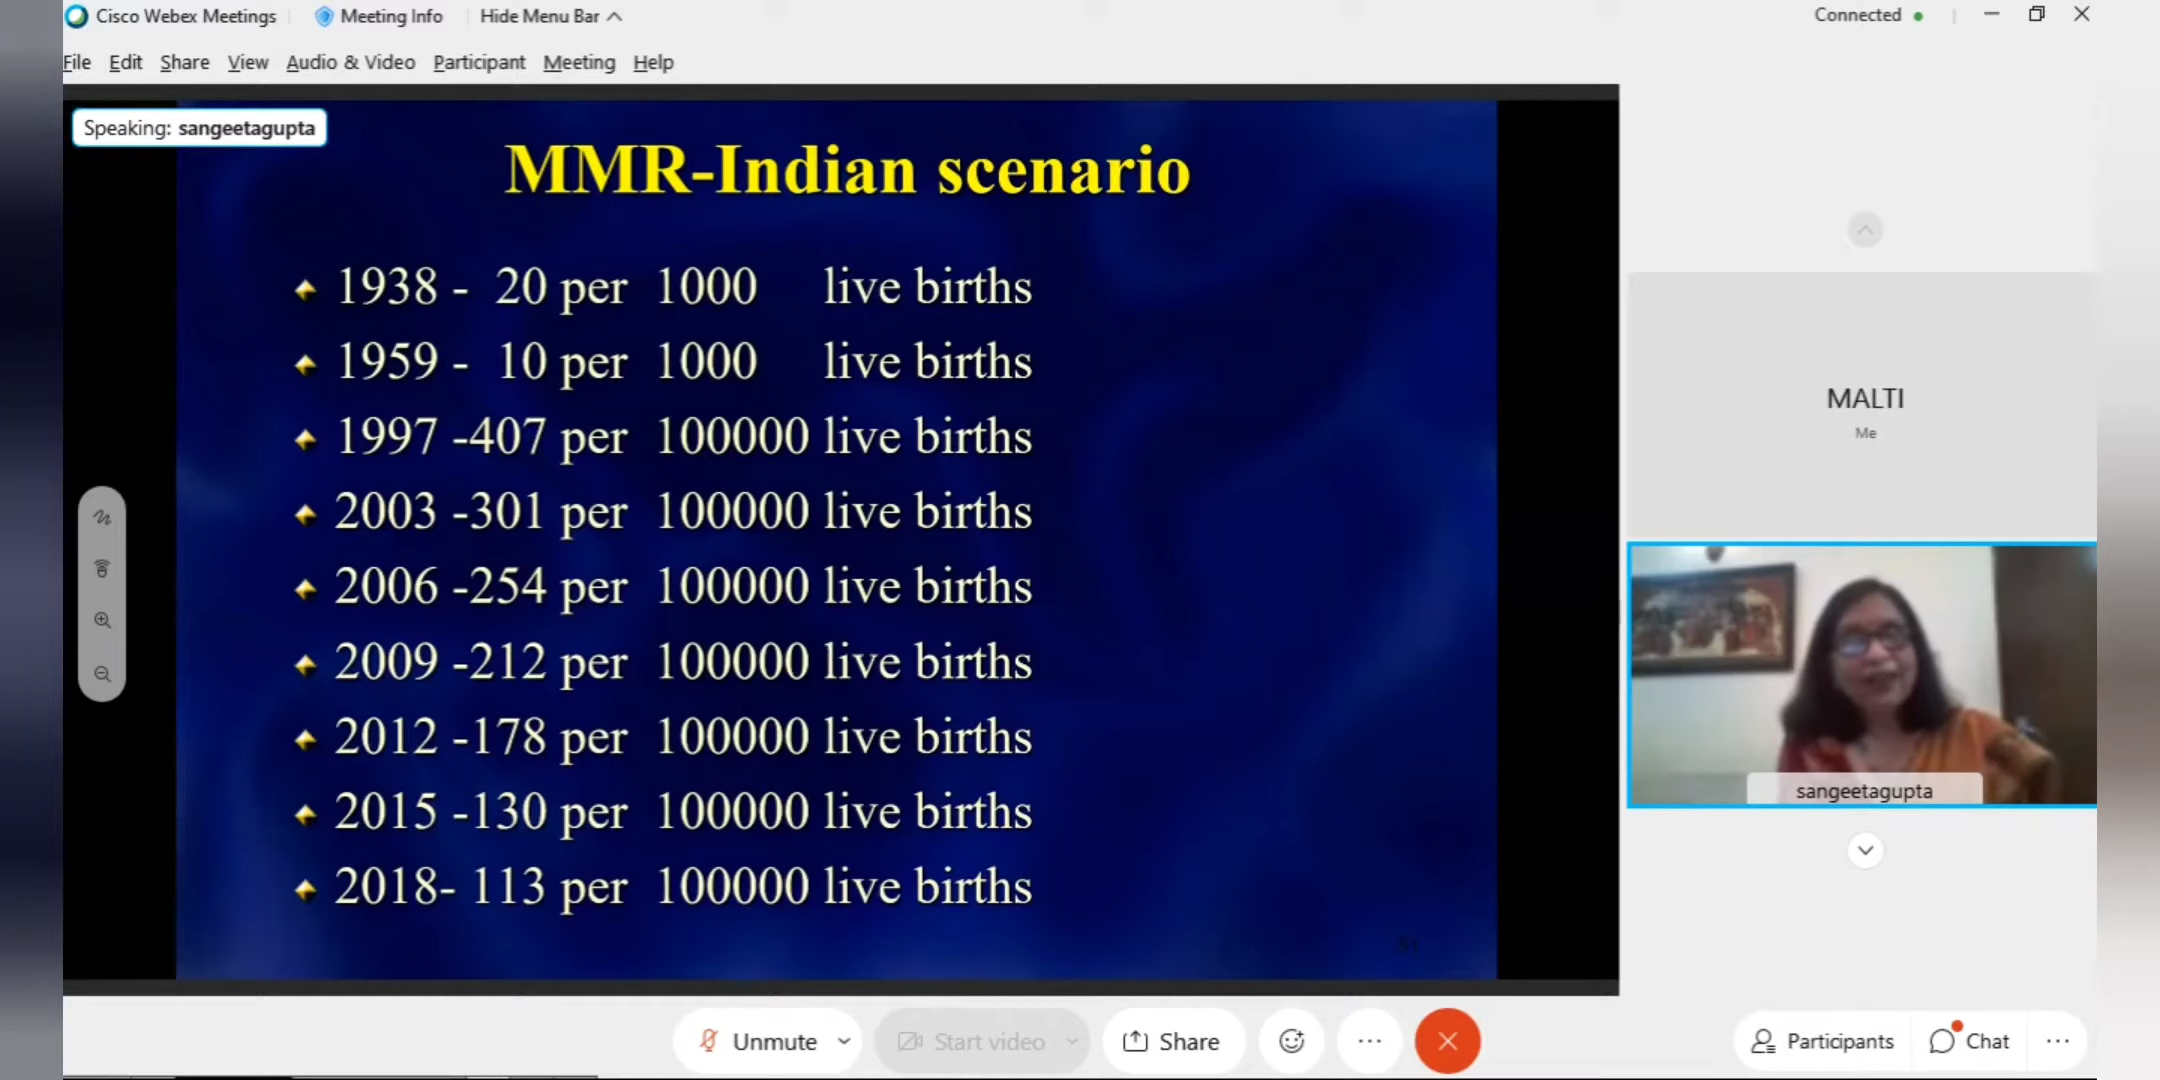 Cisco Webex Meetings Meeting Info Hide Menu Bar Connected
File Edit Share View Audio & Video Participant Meeting Help
Speaking: sangeetagupta
MMR-Indian scenario
1938 - 20 per 1000 live births
1959 - 10 per 1000 live births
1997 -407 per 100000 live births
2003 -301 per 100000 live births
2006 -254 per 100000 live births
2009 -212 per 100000 live births
2012 -178 per 100000 live births
2015 -130 per 100000 live births
2018- 113 per 100000 live births
51
MALTI
Me
sangeetagupta
Unmute Start video Share Participants Chat